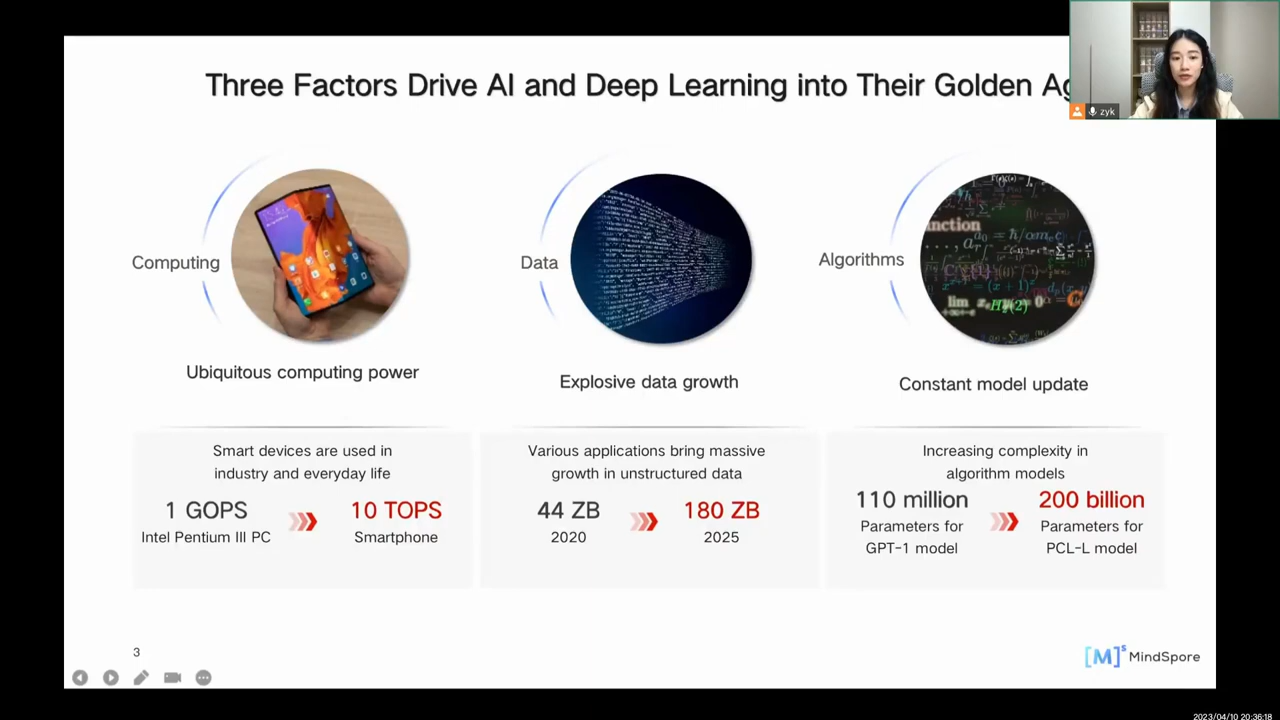 Three Factors Drive AI and Deep Learning into Their Golden Ag
zyk
Computing
Data
Algorithms
Ubiquitous computing power
Explosive data growth
Constant model update
Smart devices are used in
industry and everyday life
1 GOPS
10 TOPS
Intel Pentium III PC
Smartphone
Various applications bring massive
growth in unstructured data
44 ZB
180 ZB
2020
2025
Increasing complexity in
algorithm models
110 million
200 billion
Parameters for
GPT-1 model
Parameters for
PCL-L model
3
[M]s MindSpore
2023/04/10 20:36:18